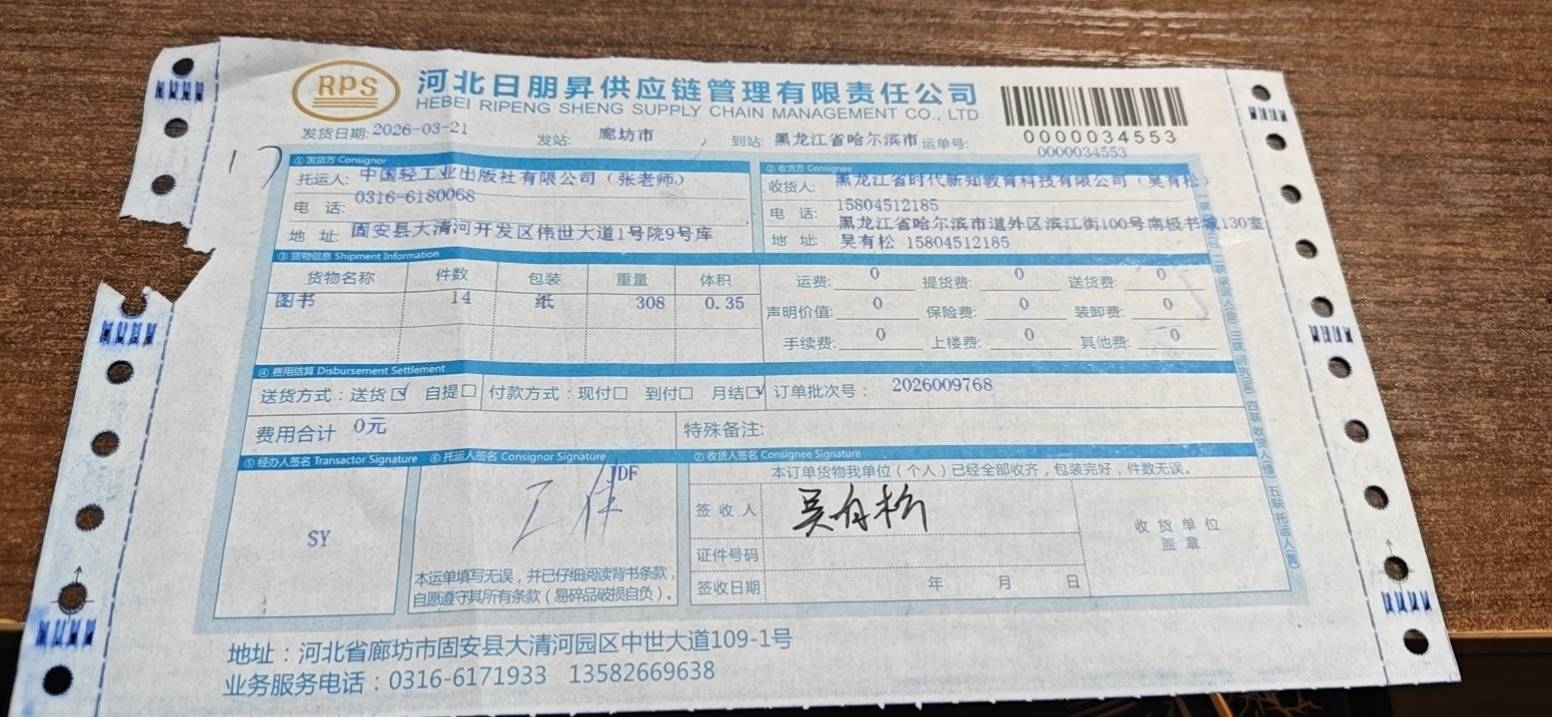 RPS
河北日朋昇供应链管理有限责任公司
HEBEI RIPENG SHENG SUPPLY CHAIN MANAGEMENT CO., LTD
0000034553
发货日期: 2026-03-21 发站: 廊坊市 到站: 黑龙江省哈尔滨市 运单号: 0000034553
17
①发货方 Consignor
托运人: 中国轻工业出版社有限公司（张老师）
电 话: 0316-6180068
地 址: 固安县大清河开发区伟世大道1号院9号库
②收货方 Consignee
收货人: 黑龙江省时代新知教育科技有限公司（吴有松）
电 话: 15804512185
黑龙江省哈尔滨市道外区滨江街100号南极书城130室
地 址 吴有松 15804512185
③货物信息 Shipment Information
货物名称 件数 包装 重量 体积
图书 14 纸 308 0.35
运费: 0 提货费: 0 送货费: 0
声明价值: 0 保险费: 0 装卸费: 0
手续费: 0 上楼费: 0 其他费: 0
④费用结算 Disbursement Settlement
送货方式：送货☑ 自提☐ 付款方式：现付☐ 到付☐ 月结☑ 订单批次号： 2026009768
费用合计 0元 特殊备注:
⑤经办人签名 Transactor Signature ⑥托运人签名 Consignor Signature ⑦收货人签名 Consignee Signature
SY
JDF
本运单填写无误，并已仔细阅读背书条款，
自愿遵守其所有条款（易碎品破损自负）。
本订单货物我单位（个人）已经全部收齐，包装完好，件数无误。
签 收 人 吴有松
证件号码
签收日期 年 月 日
收 货 单 位
盖 章
地址：河北省廊坊市固安县大清河园区中世大道109-1号
业务服务电话：0316-6171933 13582669638